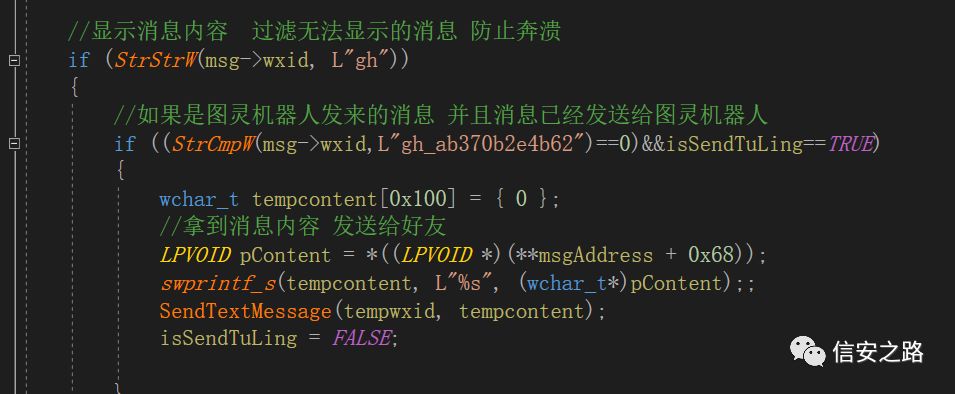 //显示消息内容  过滤无法显示的消息 防止奔溃
if (StrStrW(msg->wxid, L"gh"))
{
//如果是图灵机器人发来的消息 并且消息已经发送给图灵机器人
if ((StrCmpW(msg->wxid,L"gh_ab370b2e4b62")==0)&&isSendTuLing==TRUE)
{
wchar_t tempcontent[0x100] = { 0 };
//拿到消息内容 发送给好友
LPVOID pContent = *((LPVOID *)(**msgAddress + 0x68));
swprintf_s(tempcontent, L"%s", (wchar_t*)pContent);;
SendTextMessage(tempwxid, tempcontent);
isSendTuLing = FALSE;
信安之路
}